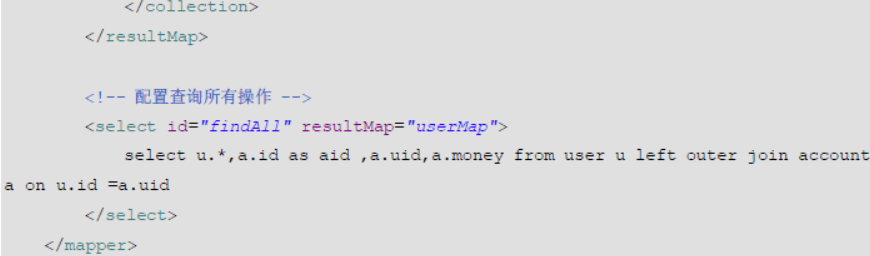 </collection>
</resultMap>
<!-- 配置查询所有操作 -->
<select id="findAll" resultMap="userMap">
select u.*,a.id as aid ,a.uid,a.money from user u left outer join account
a on u.id =a.uid
</select>
</mapper>